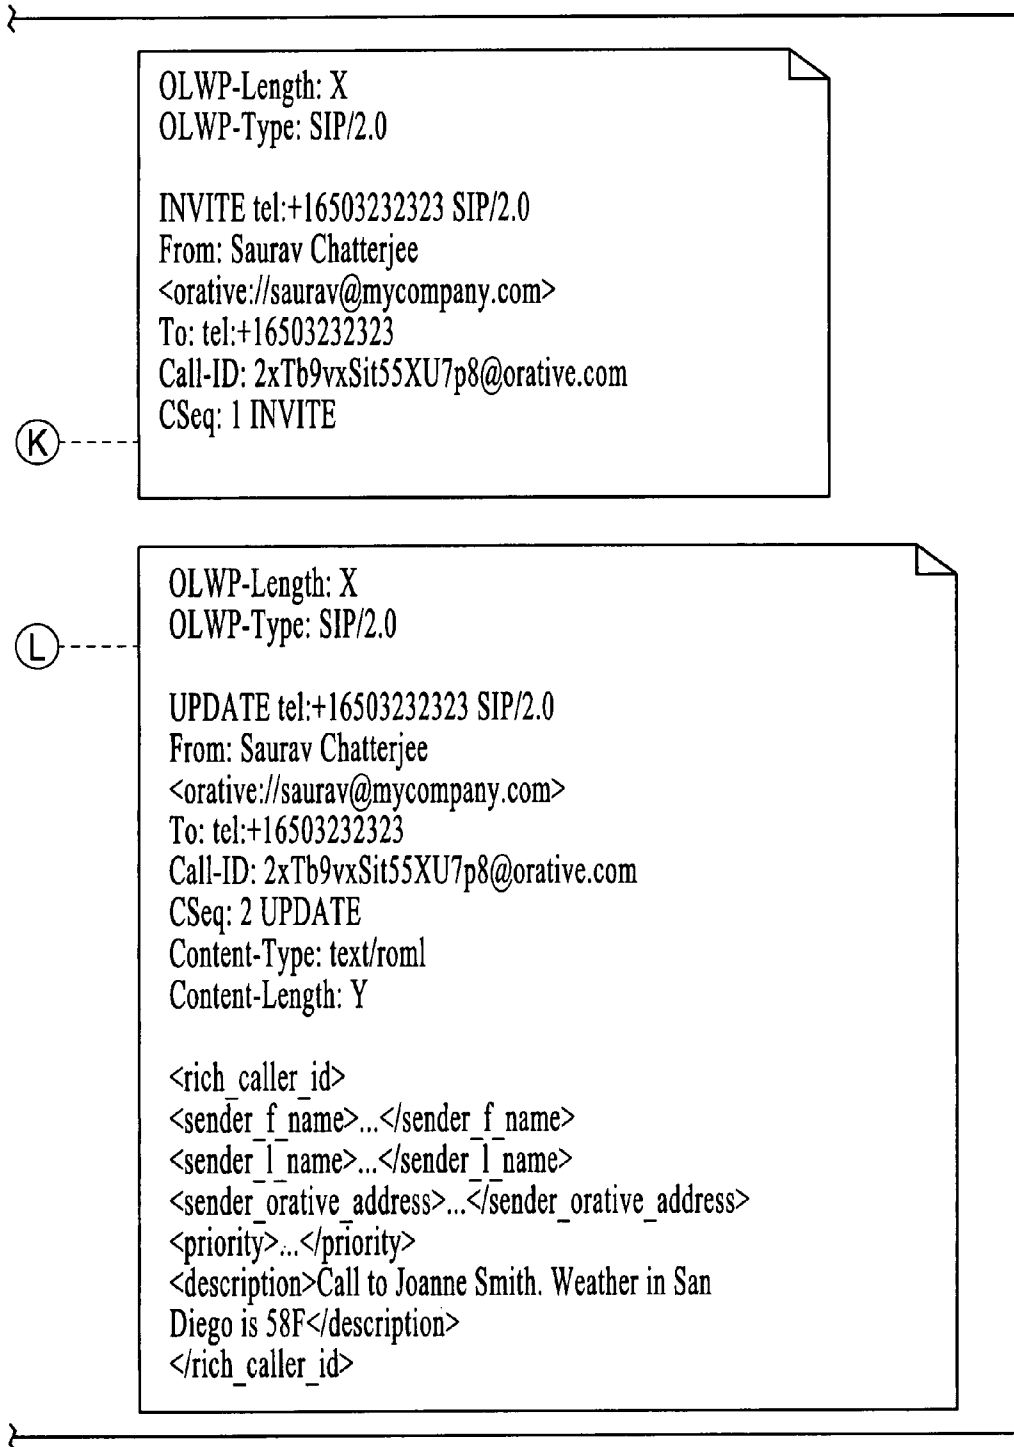 OLWP-Length: X
OLWP-Type: SIP/2.0
INVITE tel:+16503232323 SIP/2.0
From: Saurav Chatterjee
<orative://saurav@mycompany.com>
To: tel:+16503232323
Call-ID: 2xTb9vxSit55XU7p8@orative.com
CSeq: 1 INVITE
K
OLWP-Length: X
OLWP-Type: SIP/2.0
L
UPDATE tel:+16503232323 SIP/2.0
From: Saurav Chatterjee
<orative://saurav@mycompany.com>
To: tel:+16503232323
Call-ID: 2xTb9vxSit55XU7p8@orative.com
CSeq: 2 UPDATE
Content-Type: text/roml
Content-Length: Y
<rich_caller_id>
<sender_f_name>...</sender_f_name>
<sender_l_name>...</sender_l_name>
<sender_orative_address>...</sender_orative_address>
<priority>...</priority>
<description>Call to Joanne Smith. Weather in San
Diego is 58F</description>
</rich_caller_id>